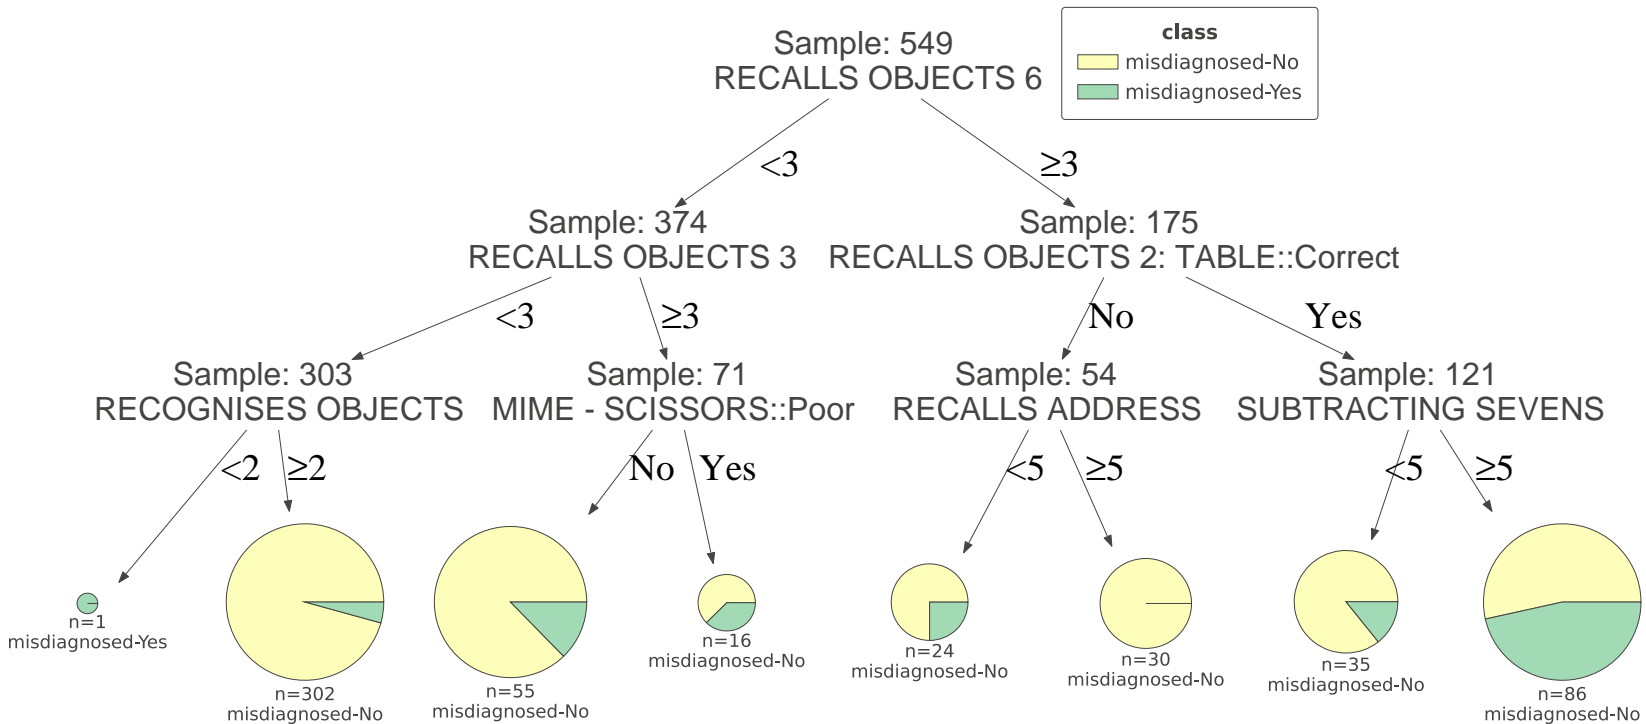 Sample: 549
RECALLS OBJECTS 6
class
misdiagnosed-No
misdiagnosed-Yes
<3
≥3
Sample: 374
RECALLS OBJECTS 3
Sample: 175
RECALLS OBJECTS 2: TABLE::Correct
<3
≥3
No
Yes
Sample: 303
RECOGNISES OBJECTS
Sample: 71
MIME - SCISSORS::Poor
Sample: 54
RECALLS ADDRESS
Sample: 121
SUBTRACTING SEVENS
<2
≥2
No
Yes
<5
≥5
<5
≥5
n=1
misdiagnosed-Yes
n=302
misdiagnosed-No
n=55
misdiagnosed-No
n=16
misdiagnosed-No
n=24
misdiagnosed-No
n=30
misdiagnosed-No
n=35
misdiagnosed-No
n=86
misdiagnosed-No